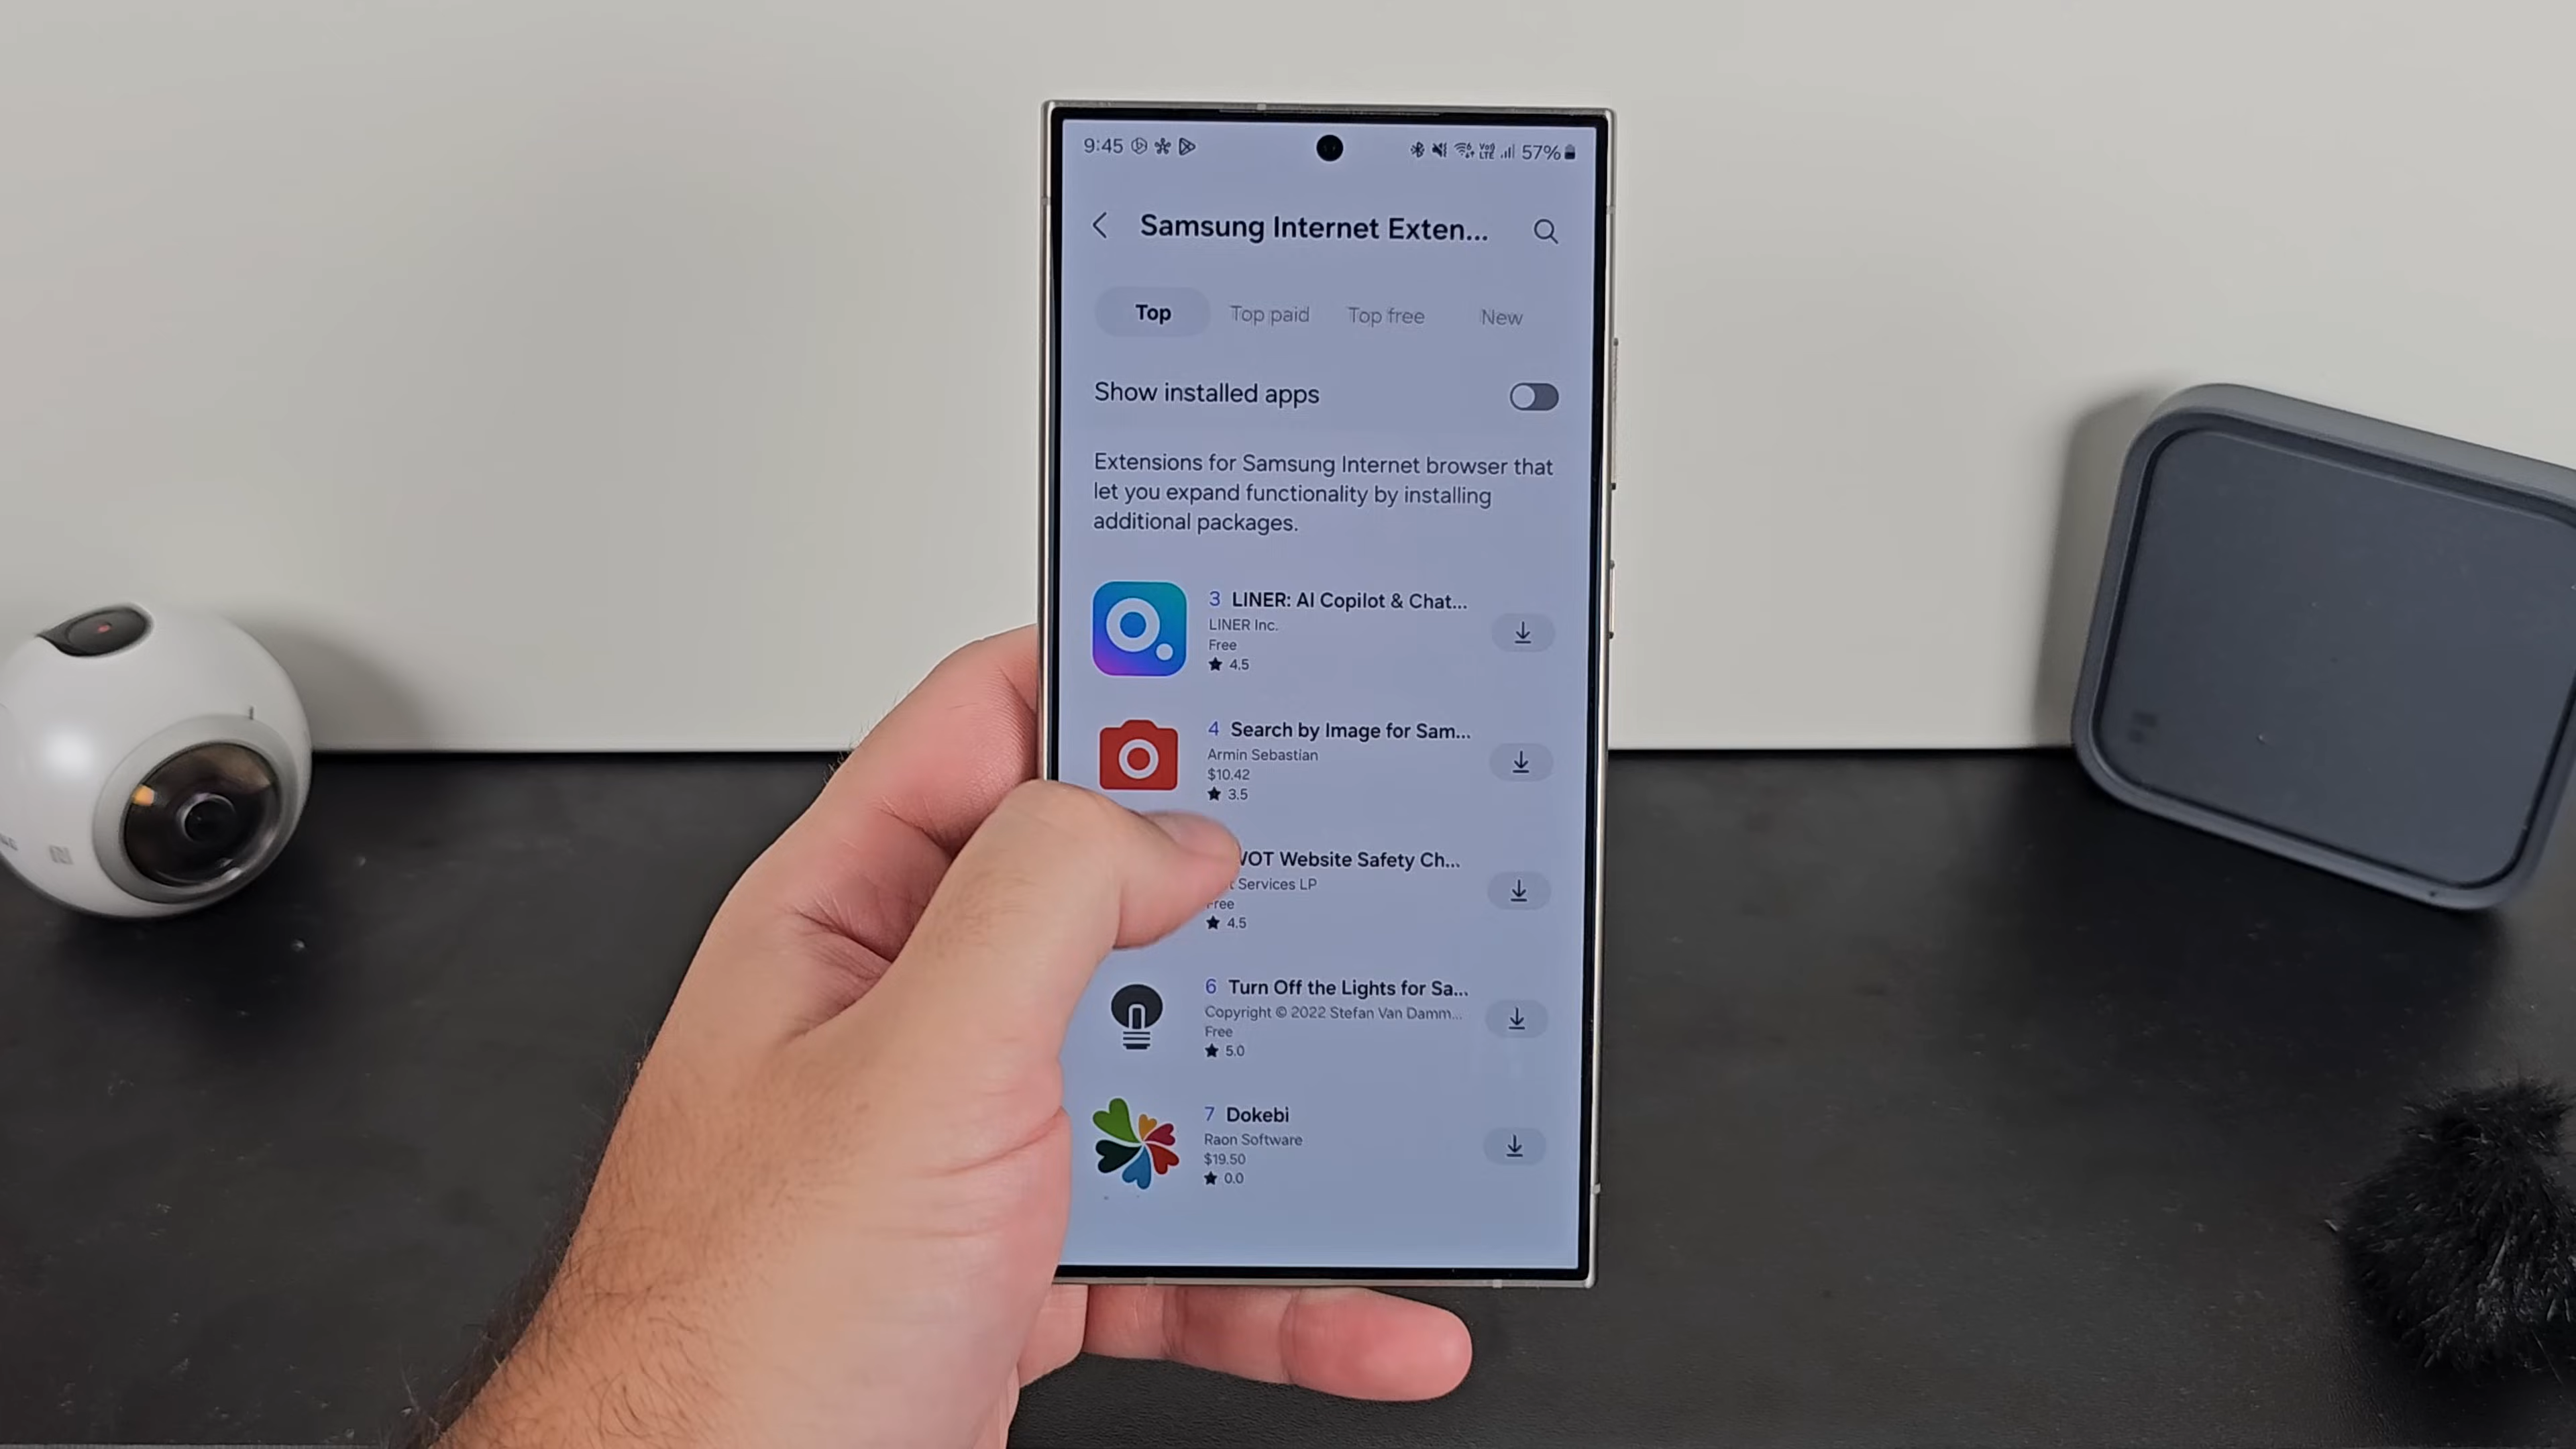 9:45
57%
Samsung Internet Exten...
Top
Top paid
Top free
New
Show installed apps
Extensions for Samsung Internet browser that
let you expand functionality by installing
additional packages.
3 LINER: AI Copilot & Chat...
LINER Inc.
Free
★ 4.5
4 Search by Image for Sam...
Armin Sebastian
$10.42
★ 3.5
Website Safety Ch...
Services LP
★ 4.5
6 Turn Off the Lights for Sa...
Copyright © 2022 Stefan Van Damm...
Free
★ 5.0
7 Dokebi
Raon Software
$19.50
★ 0.0